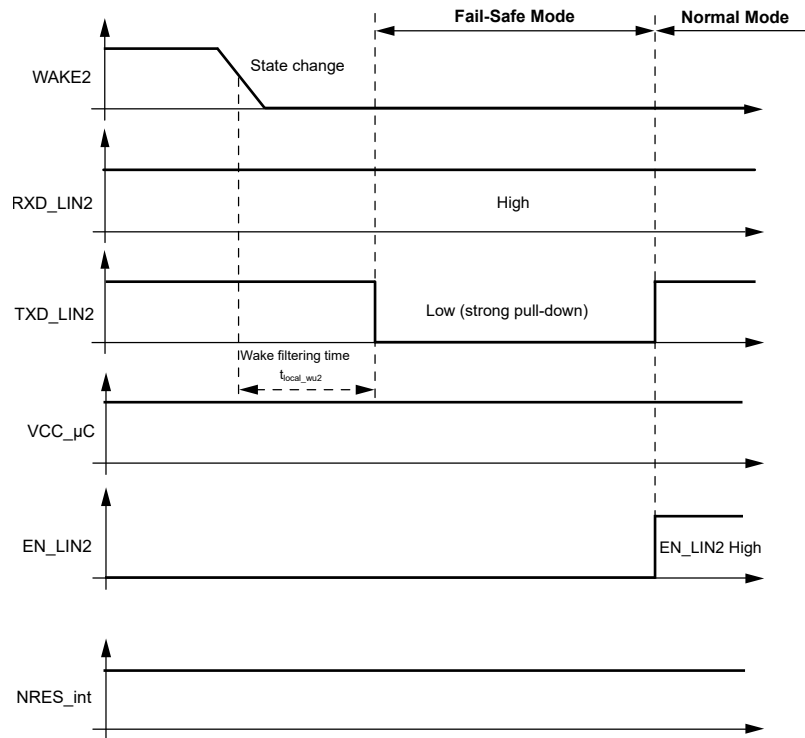 Fail-Safe Mode
Normal Mode
WAKE2
State change
RXD_LIN2
High
TXD_LIN2
Low (strong pull-down)
Wake filtering time
tlocal_wu2
VCC_µC
EN_LIN2
EN_LIN2 High
NRES_int